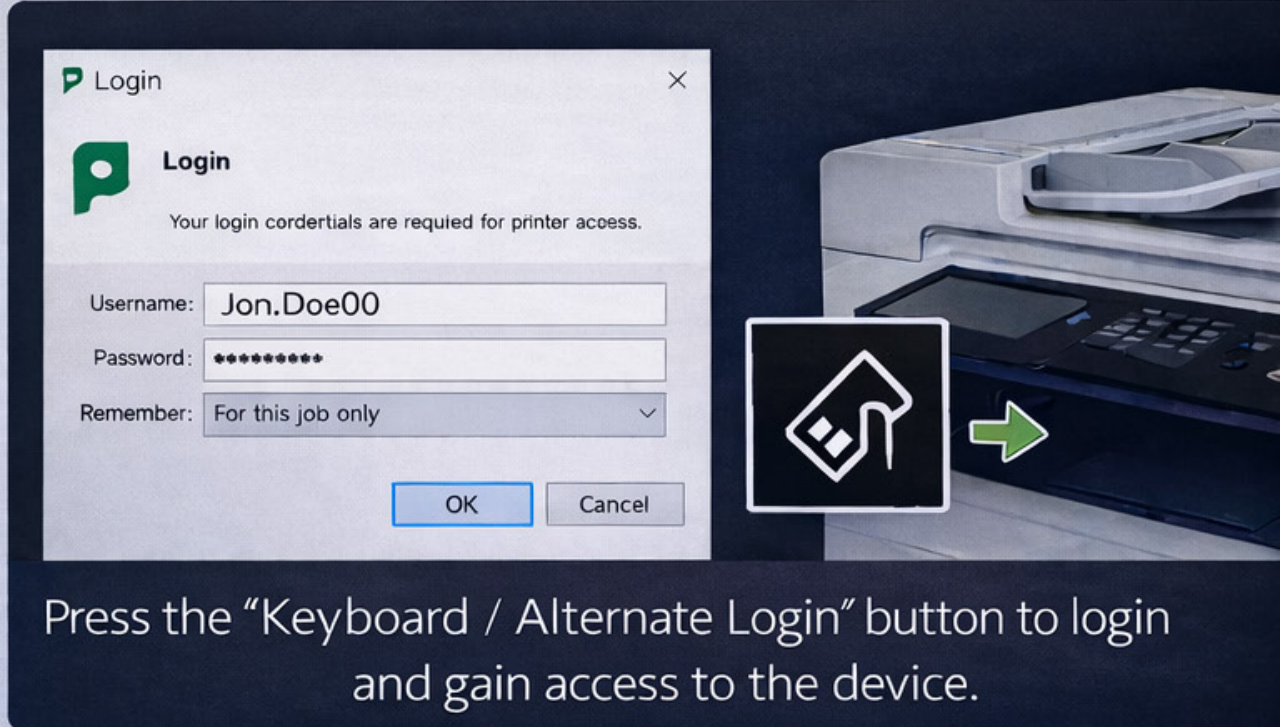 Login
Login
Your login cordertials are requied for printer access.
Username: Jon.Doe00
Password: *********
Remember: For this job only
OK Cancel
Press the “Keyboard / Alternate Login” button to login
and gain access to the device.